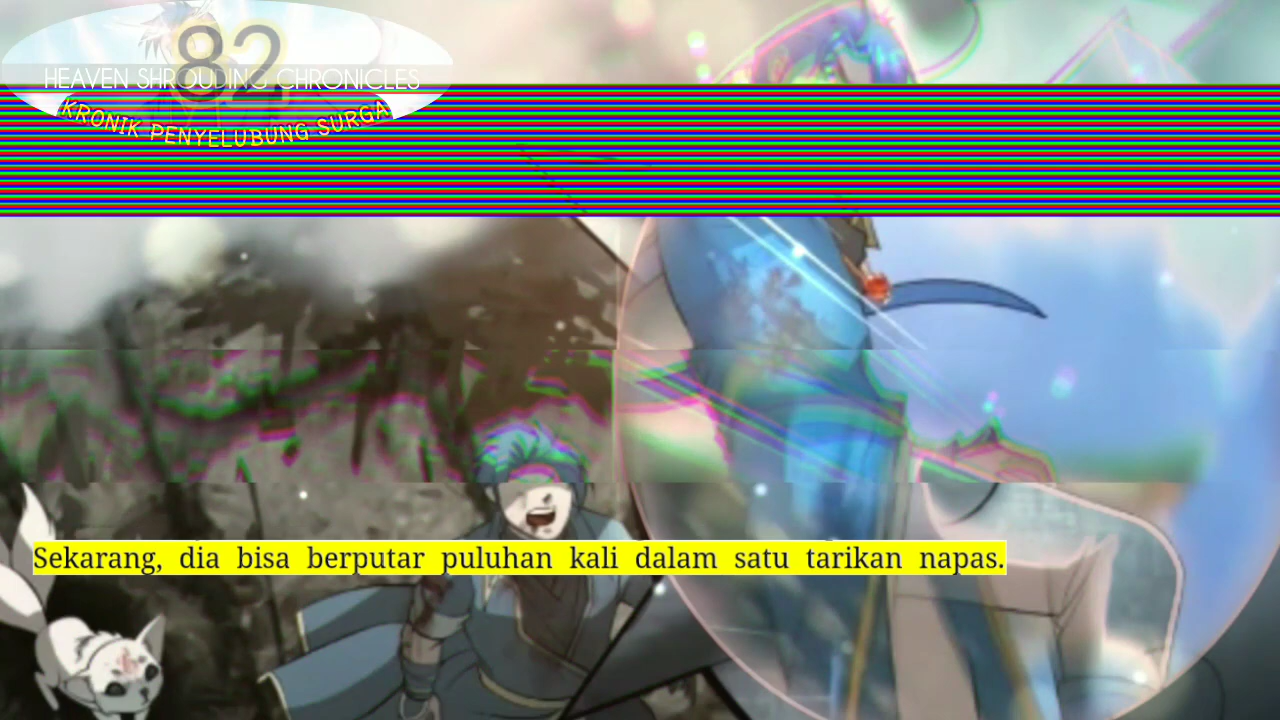 82
HEAVEN SHROUDING CHRONICLES
KRONIK PENYELUBUNG SURGA
Sekarang, dia bisa berputar puluhan kali dalam satu tarikan napas.